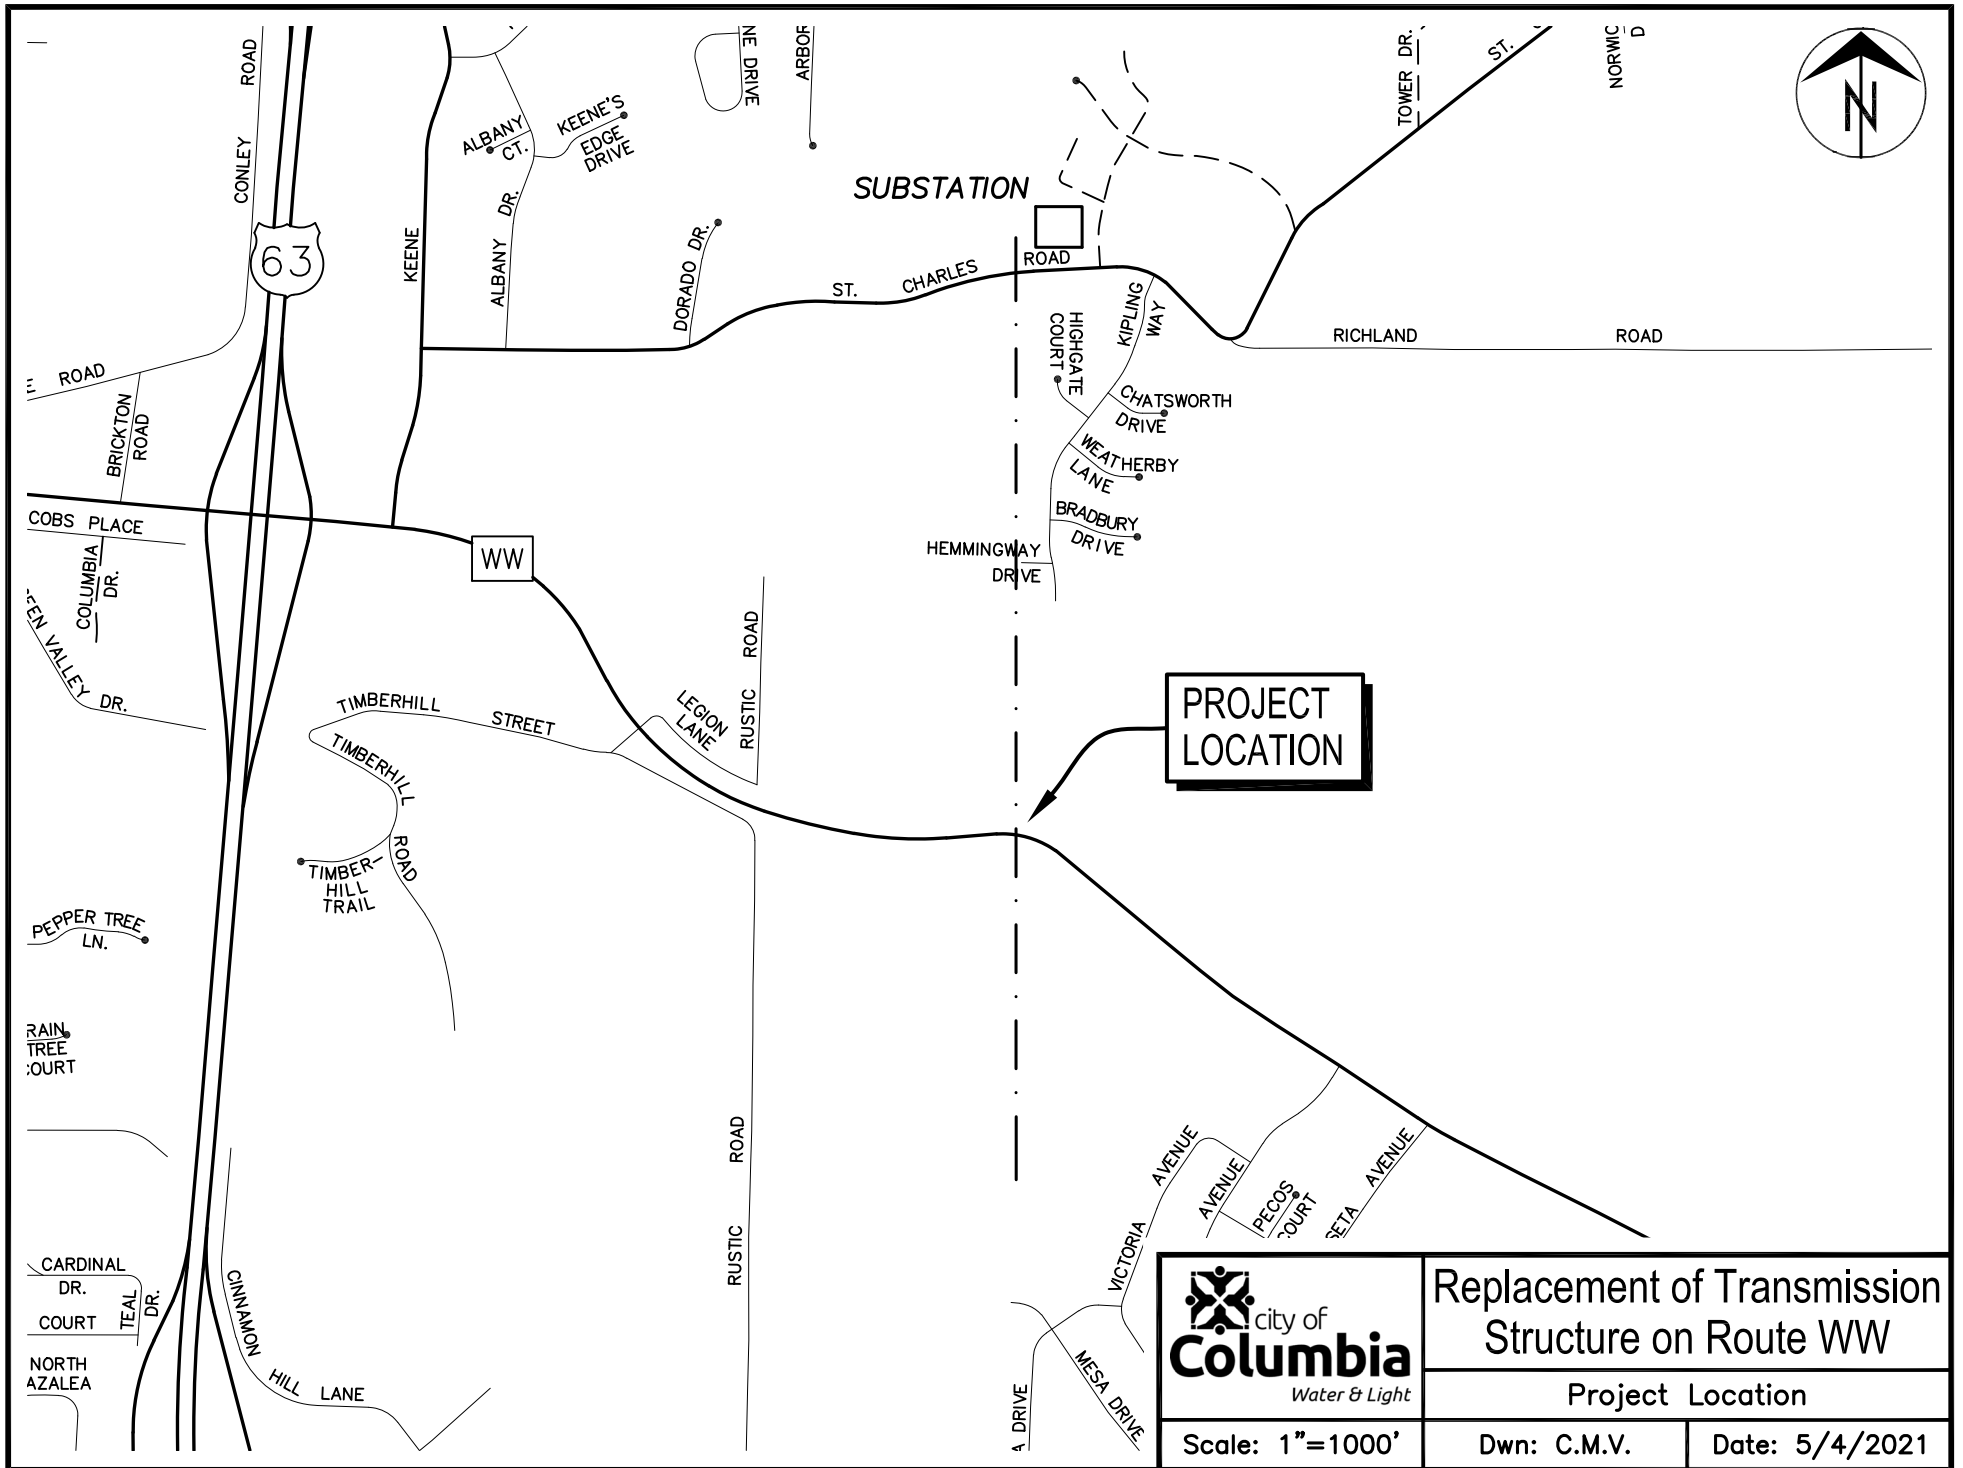 CONLEY ROAD
63
KEENE
ALBANY
CT.
KEENE'S
EDGE
DRIVE
ALBANY DR.
NE DRIVE
ARBOR
DORADO DR.
SUBSTATION
ST. CHARLES ROAD
TOWER DR.
ST.
NORWIC
D
N
RICHLAND ROAD
KIPLING
WAY
HIGHGATE
COURT
CHATSWORTH
DRIVE
WEATHERBY
LANE
BRADBURY
DRIVE
HEMMINGWAY
DRIVE
E ROAD
BRICKTON
ROAD
COBS PLACE
COLUMBIA
DR.
EEN VALLEY DR.
WW
TIMBERHILL STREET
TIMBERHILL
ROAD
TIMBER-
HILL
TRAIL
LEGION
LANE
RUSTIC ROAD
PROJECT
LOCATION
PEPPER TREE
LN.
RAIN
TREE
COURT
RUSTIC ROAD
VICTORIA AVENUE
AVENUE
PECOS
COURT
SETA AVENUE
CARDINAL
DR.
TEAL
DR.
COURT
NORTH
AZALEA
CINNAMON HILL LANE
A DRIVE
MESA DRIVE
city of
Columbia
Water & Light
Replacement of Transmission
Structure on Route WW
Project Location
Scale: 1"=1000'
Dwn: C.M.V.
Date: 5/4/2021